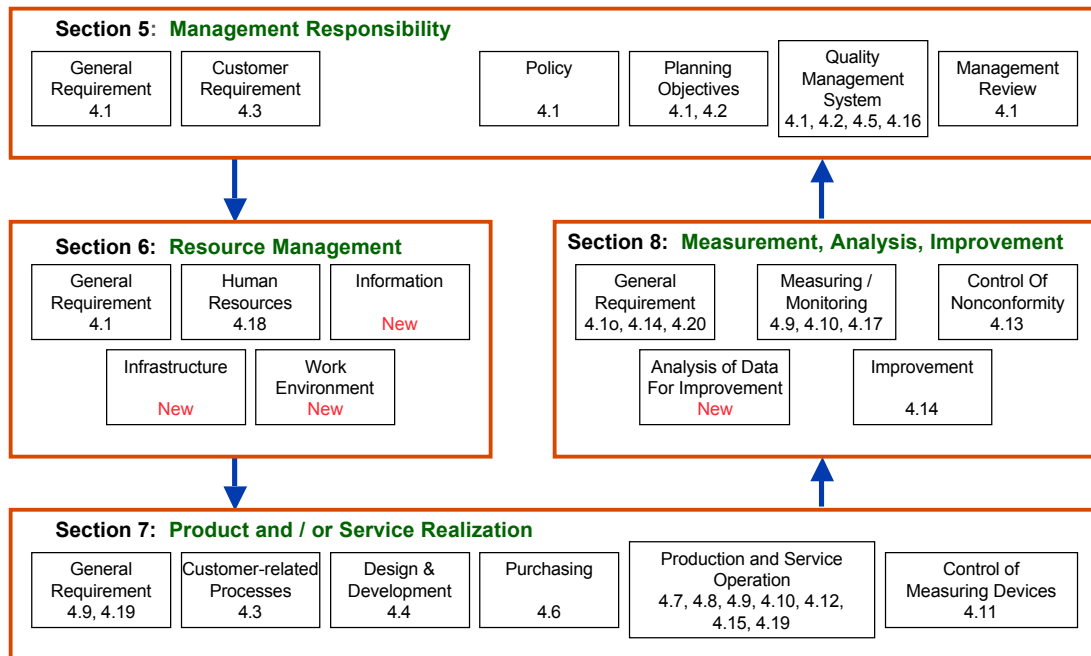 Section 5: Management Responsibility
General
Requirement
4.1
Customer
Requirement
4.3
Policy
4.1
Planning
Objectives
4.1, 4.2
Quality
Management
System
4.1, 4.2, 4.5, 4.16
Management
Review
4.1
Section 6: Resource Management
General
Requirement
4.1
Human
Resources
4.18
Information
New
Infrastructure
New
Work
Environment
New
Section 8: Measurement, Analysis, Improvement
General
Requirement
4.1o, 4.14, 4.20
Measuring /
Monitoring
4.9, 4.10, 4.17
Control Of
Nonconformity
4.13
Analysis of Data
For Improvement
New
Improvement
4.14
Section 7: Product and / or Service Realization
General
Requirement
4.9, 4.19
Customer-related
Processes
4.3
Design &
Development
4.4
Purchasing
4.6
Production and Service
Operation
4.7, 4.8, 4.9, 4.10, 4.12,
4.15, 4.19
Control of
Measuring Devices
4.11